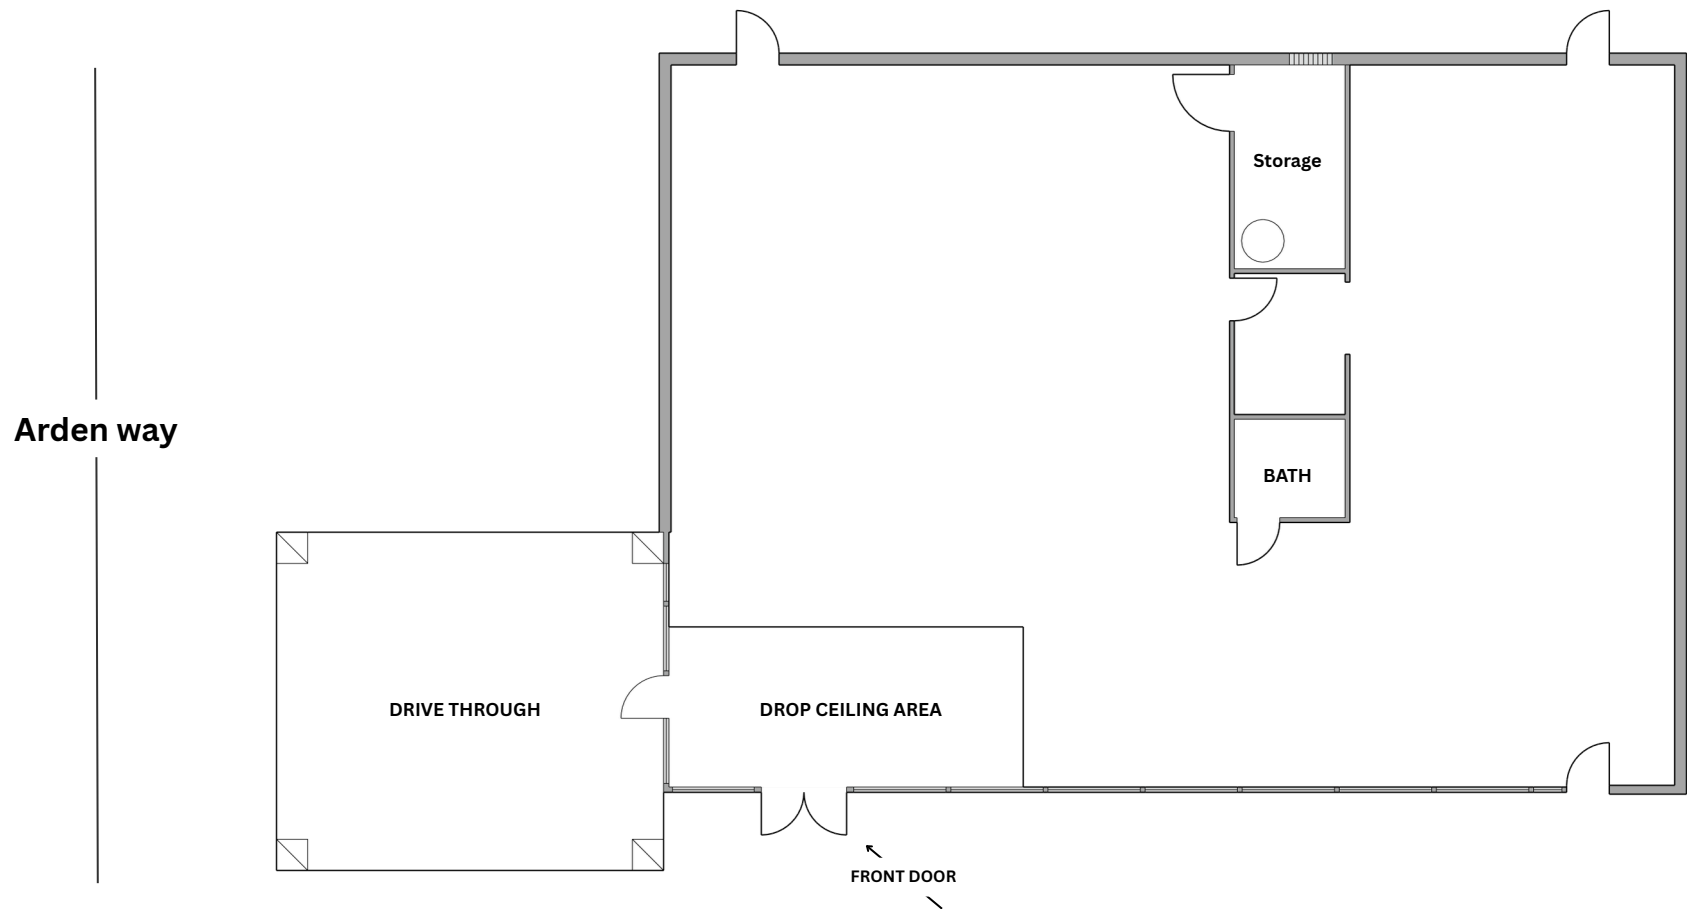 Storage
Arden way
BATH
DRIVE THROUGH
DROP CEILING AREA
FRONT DOOR